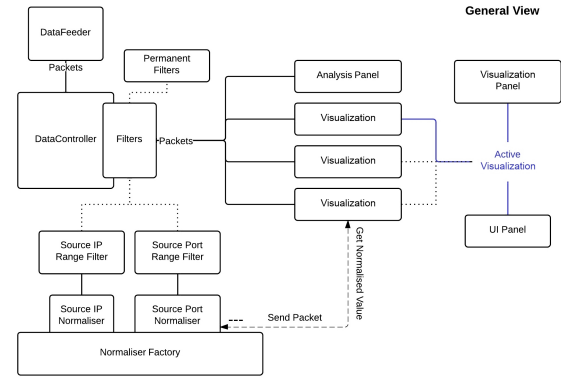 General View
DataFeeder
Packets
Permanent
Filters
Analysis Panel
Visualization
Panel
DataController
Filters
Packets
Visualization
Visualization
Visualization
Active
Visualization
UI Panel
Source IP
Range Filter
Source Port
Range Filter
Get Normalised Value
Source IP
Normaliser
Source Port
Normaliser
Send Packet
Normaliser Factory